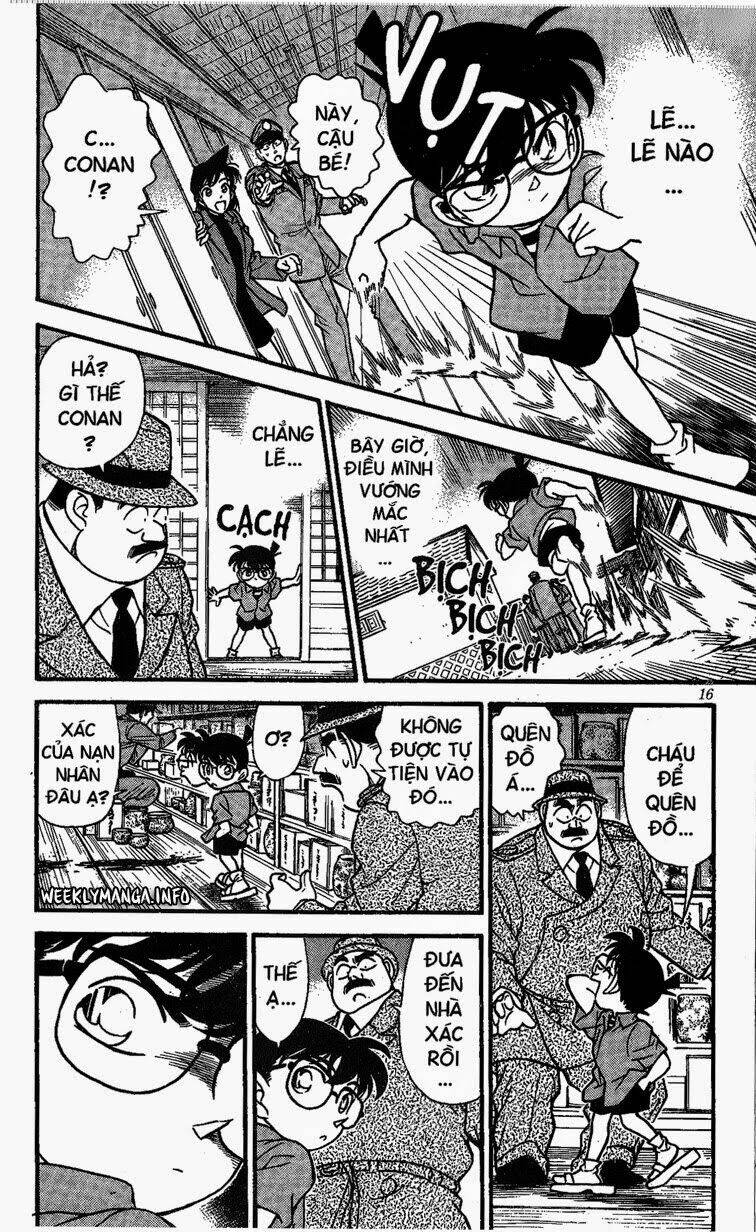 LẼ...
LẼ NÀO
...
VỤT
NÀY,
CẬU
BÉ!
C...
CONAN
!?
BÂY GIỜ,
ĐIỀU MÌNH
VƯỚNG
MẮC
NHẤT
...
BỊCH
BỊCH
BỊCH
CHẲNG
LẼ...
CẠCH
HẢ?
GÌ THẾ
CONAN
?
16
CHÁU
ĐỂ
QUÊN
ĐỒ...
QUÊN
ĐỒ
Á...
KHÔNG
ĐƯỢC TỰ
TIỆN VÀO
ĐÓ...
Ơ?
XÁC
CỦA NẠN
NHÂN
ĐÂU Ạ?
WEEKLYMANGA.INFO
ĐƯA
ĐẾN
NHÀ
XÁC
RỒI
...
THẾ
Ạ...